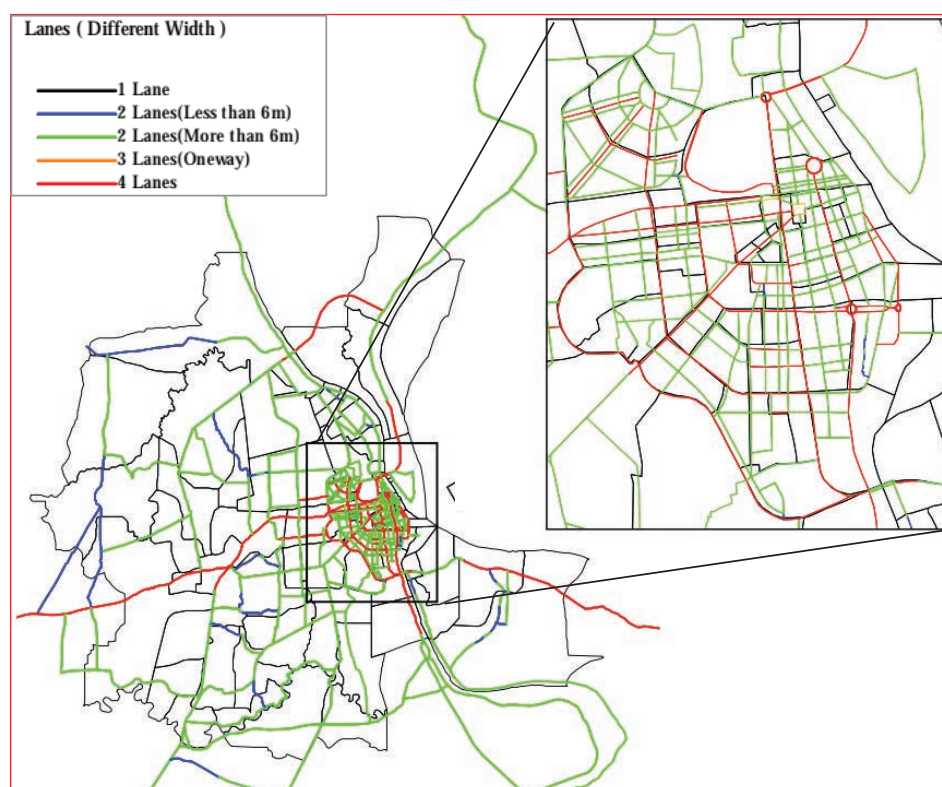 Lanes ( Different Width )
1 Lane
2 Lanes(Less than 6m)
2 Lanes(More than 6m)
3 Lanes(Oneway)
4 Lanes